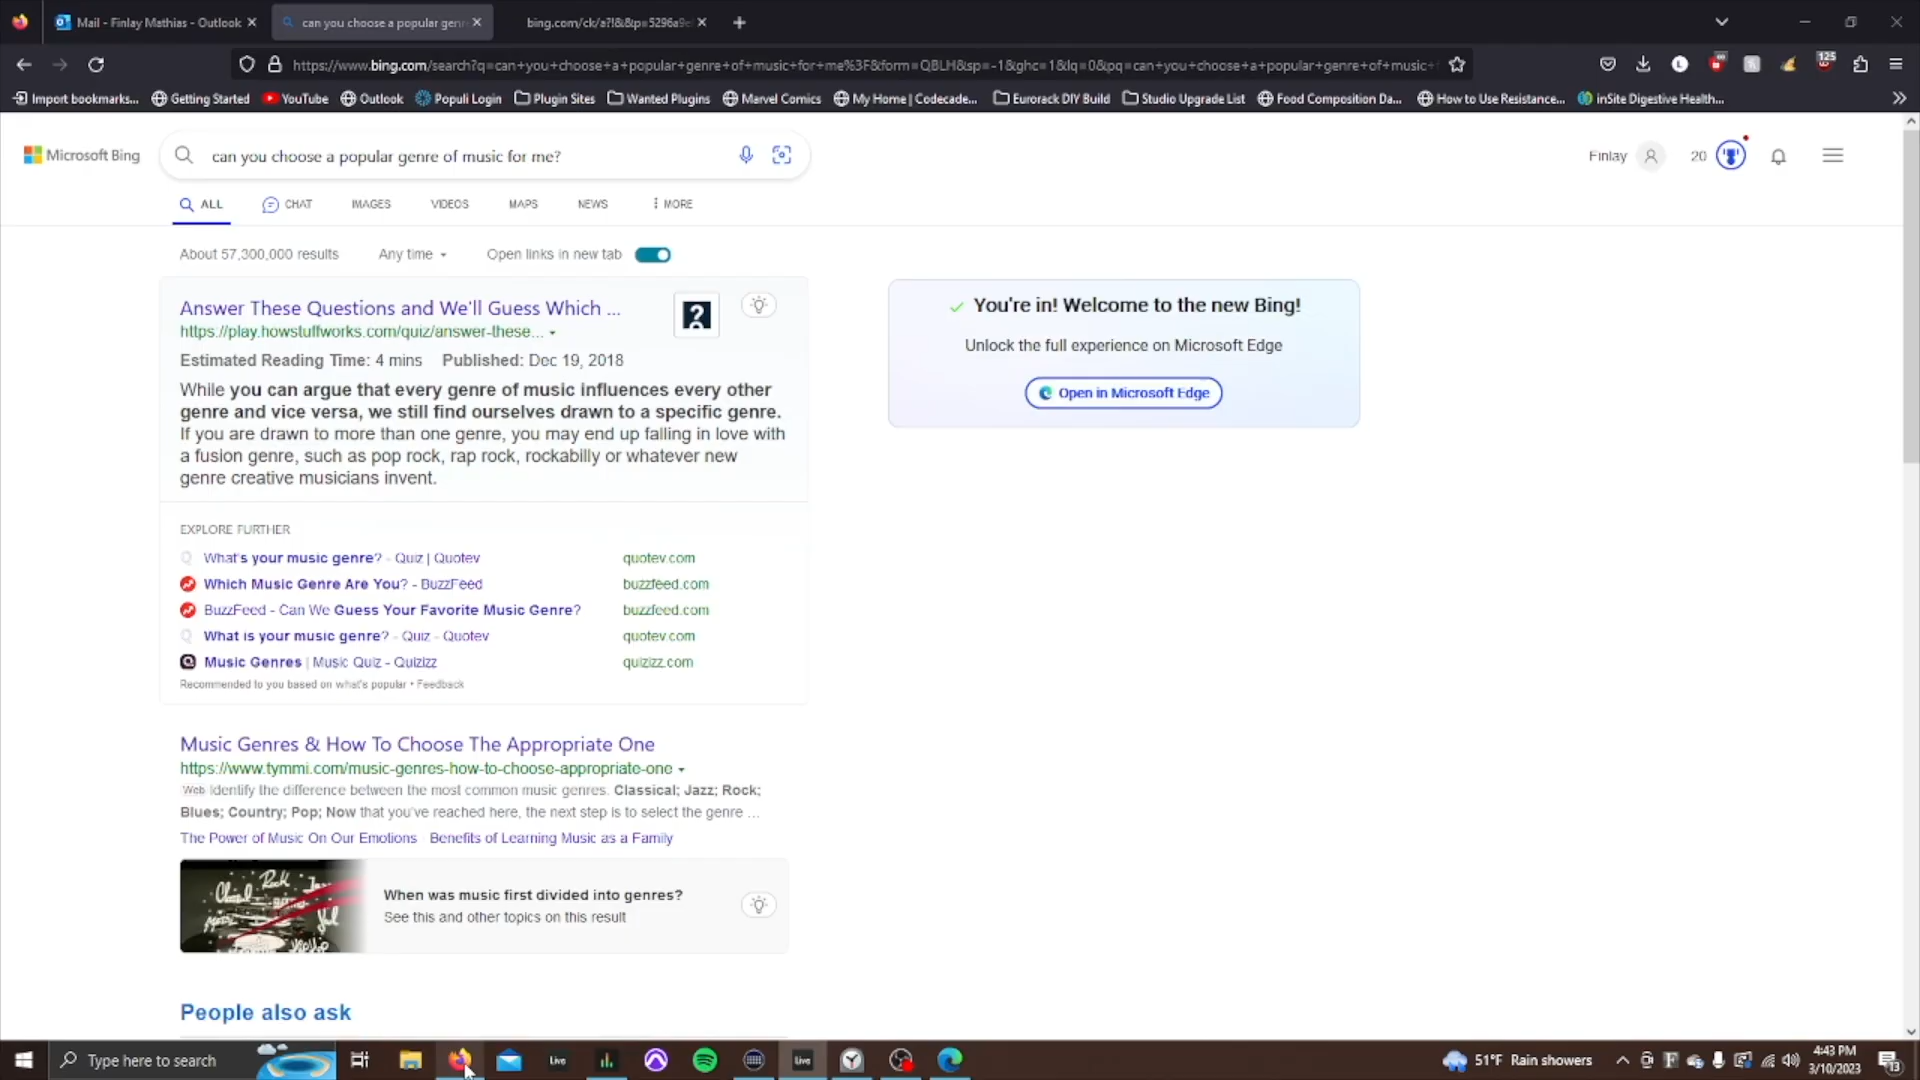 Mail - Finlay Mathias - Outlook
can you choose a popular genr
bing.com/ck/a?!&&p=5296a9e
https://www.bing.com/search?q=can+you+choose+a+popular+genre+of+music+for+me%3F&form=QBLH&sp=-1&ghc=1&lq=0&pq=can+you+choose+a+popular+genre+of+music+
125
Import bookmarks...
Getting Started
YouTube
Outlook
Populi Login
Plugin Sites
Wanted Plugins
Marvel Comics
My Home | Codecade...
Eurorack DIY Build
Studio Upgrade List
Food Composition Da...
How to Use Resistance...
inSite Digestive Health...
Microsoft Bing
can you choose a popular genre of music for me?
Finlay
20
ALL
CHAT
IMAGES
VIDEOS
MAPS
NEWS
MORE
About 57,300,000 results
Any time
Open links in new tab
Answer These Questions and We'll Guess Which ...
https://play.howstuffworks.com/quiz/answer-these...
Estimated Reading Time: 4 mins Published: Dec 19, 2018
While you can argue that every genre of music influences every other
genre and vice versa, we still find ourselves drawn to a specific genre.
If you are drawn to more than one genre, you may end up falling in love with
a fusion genre, such as pop rock, rap rock, rockabilly or whatever new
genre creative musicians invent.
You're in! Welcome to the new Bing!
Unlock the full experience on Microsoft Edge
Open in Microsoft Edge
EXPLORE FURTHER
What's your music genre? - Quiz | Quotev quotev.com
Which Music Genre Are You? - BuzzFeed buzzfeed.com
BuzzFeed - Can We Guess Your Favorite Music Genre? buzzfeed.com
What is your music genre? - Quiz - Quotev quotev.com
Music Genres | Music Quiz - Quizizz quizizz.com
Recommended to you based on what's popular • Feedback
Music Genres & How To Choose The Appropriate One
https://www.tymmi.com/music-genres-how-to-choose-appropriate-one
Web Identify the difference between the most common music genres. Classical; Jazz; Rock;
Blues; Country; Pop; Now that you've reached here, the next step is to select the genre ...
The Power of Music On Our Emotions Benefits of Learning Music as a Family
When was music first divided into genres?
See this and other topics on this result
People also ask
Type here to search
Live
Live
51°F Rain showers
4:43 PM
3/10/2023
13